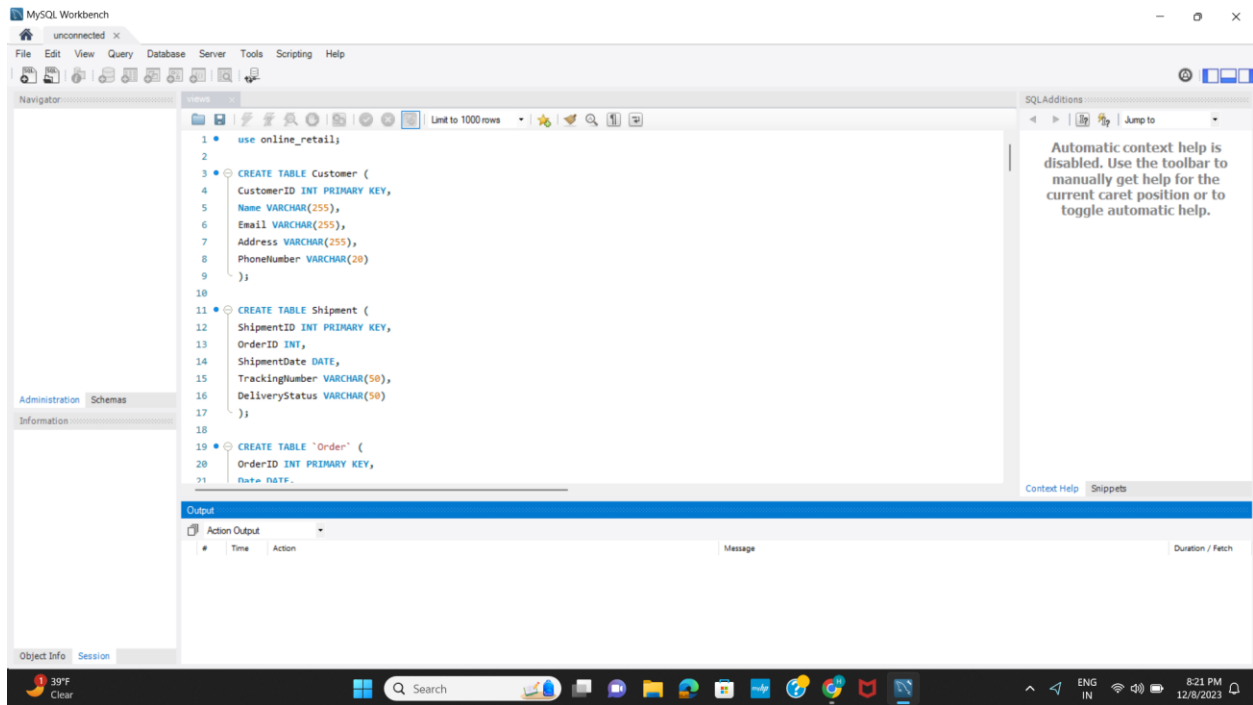 MySQL Workbench
unconnected ×
File Edit View Query Database Server Tools Scripting Help
Navigator
views ×
SQLAdditions
Limit to 1000 rows
Jump to
1 use online_retail;
2
3 CREATE TABLE Customer (
4 CustomerID INT PRIMARY KEY,
5 Name VARCHAR(255),
6 Email VARCHAR(255),
7 Address VARCHAR(255),
8 PhoneNumber VARCHAR(20)
9 );
10
11 CREATE TABLE Shipment (
12 ShipmentID INT PRIMARY KEY,
13 OrderID INT,
14 ShipmentDate DATE,
15 TrackingNumber VARCHAR(50),
16 DeliveryStatus VARCHAR(50)
17 );
18
19 CREATE TABLE `Order` (
20 OrderID INT PRIMARY KEY,
21 Date DATE,
Automatic context help is
disabled. Use the toolbar to
manually get help for the
current caret position or to
toggle automatic help.
Administration Schemas
Information
Context Help Snippets
Output
Action Output
# Time Action Message Duration / Fetch
Object Info Session
1
39°F
Clear
Search
ENG
IN
8:21 PM
12/8/2023